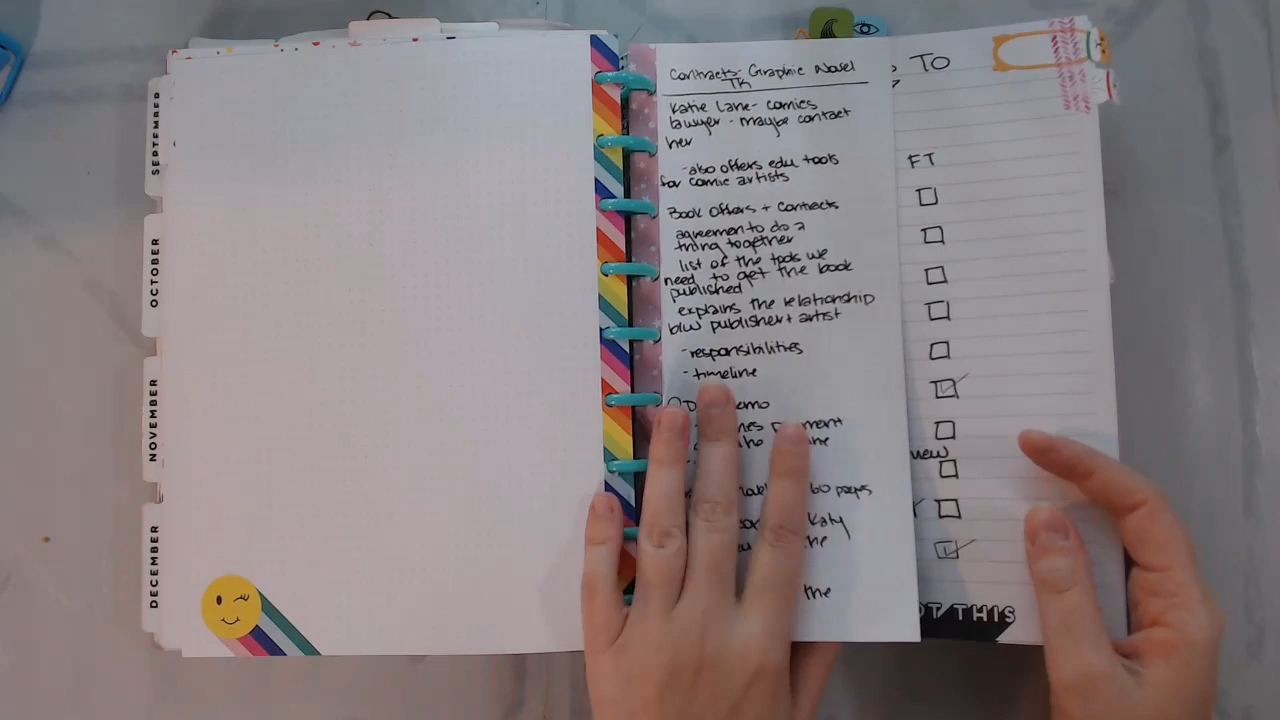 SEPTEMBER
OCTOBER
NOVEMBER
DECEMBER
Contracts- Graphic Novel
TK
Katie Lane- comics
lawyer - maybe contact
her
-also offers edu tools
for comic artists
Book offers + Contracts
agreement to do a
thing together
list of the tools we
need to get the book
published
explains the relationship
b/w publisher + artist
-responsibilities
-timeline
60 pages
Katy
the
the
TO
FT
new
THIS